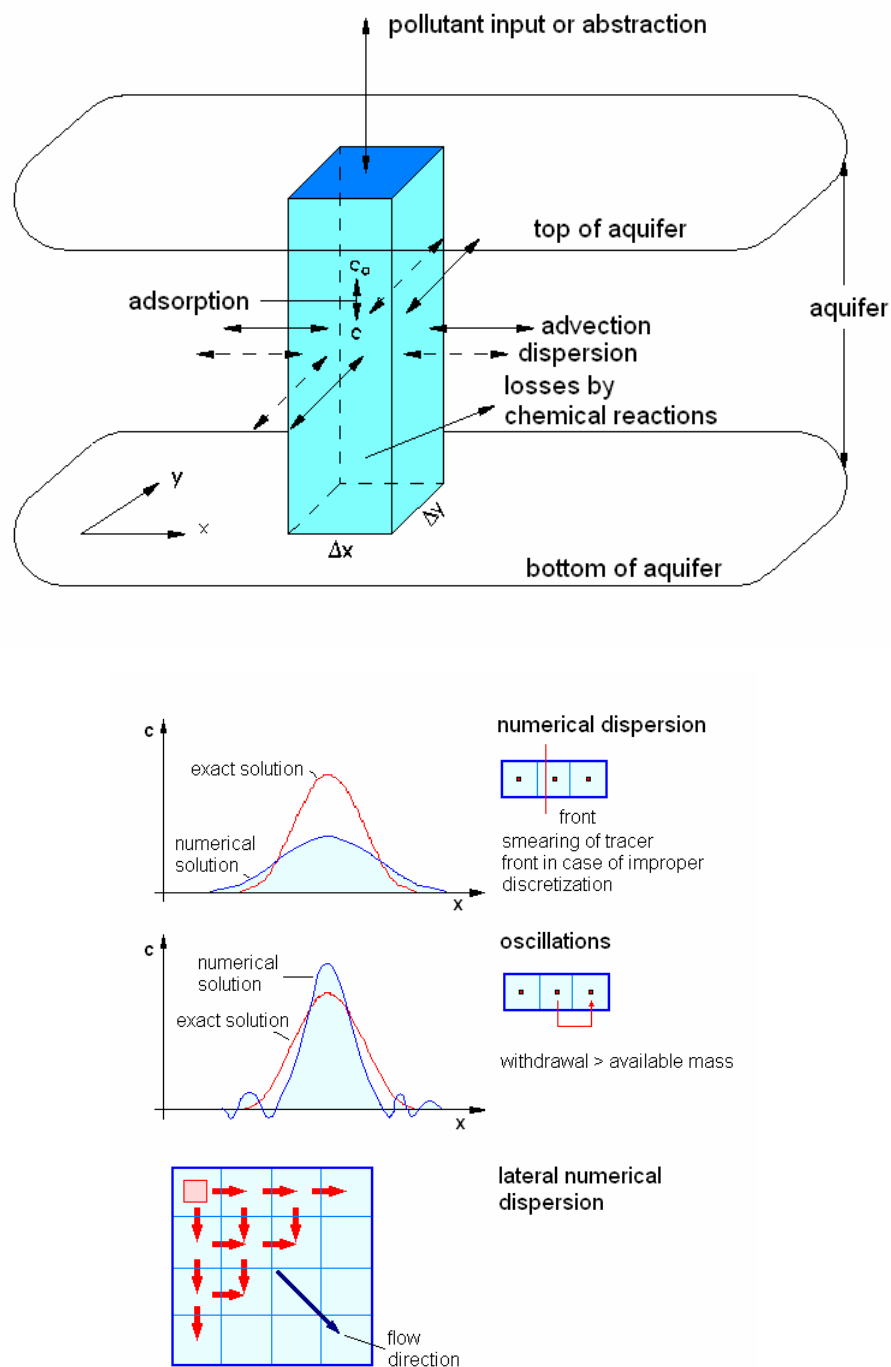 pollutant input or abstraction
top of aquifer
cₐ
adsorption
c
aquifer
advection
dispersion
losses by
chemical reactions
y
x
Δy
Δx
bottom of aquifer
c
numerical dispersion
exact solution
front
numerical
solution
smearing of tracer
front in case of improper
discretization
x
c
oscillations
numerical
solution
exact solution
withdrawal > available mass
x
lateral numerical
dispersion
flow
direction